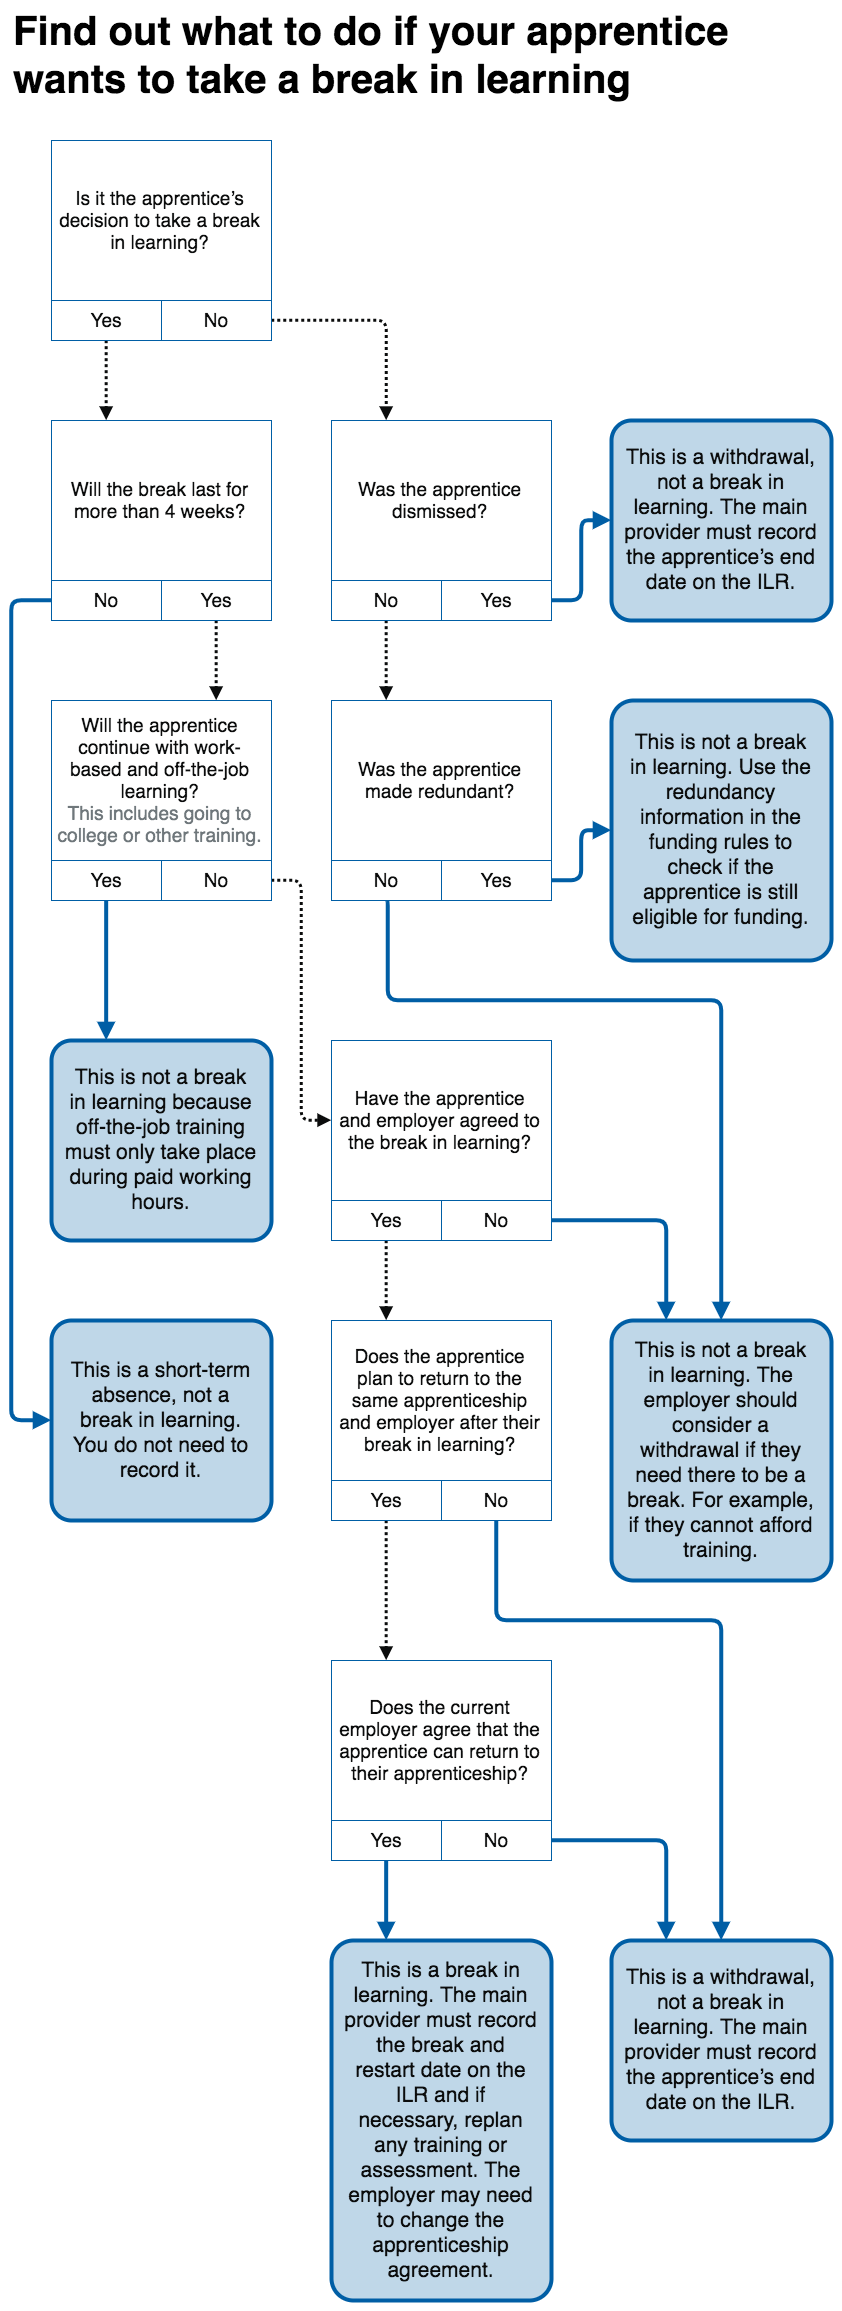 Find out what to do if your apprentice
wants to take a break in learning
Is it the apprentice's
decision to take a break
in learning?
Yes
No
Will the break last for
more than 4 weeks?
No
Yes
Was the apprentice
dismissed?
No
Yes
This is a withdrawal,
not a break in
learning. The main
provider must record
the apprentice's end
date on the ILR.
Will the apprentice
continue with work-
based and off-the-job
learning?
This includes going to
college or other training.
Yes
No
Was the apprentice
made redundant?
No
Yes
This is not a break
in learning. Use the
redundancy
information in the
funding rules to
check if the
apprentice is still
eligible for funding.
This is not a break
in learning because
off-the-job training
must only take place
during paid working
hours.
Have the apprentice
and employer agreed to
the break in learning?
Yes
No
This is a short-term
absence, not a
break in learning.
You do not need to
record it.
Does the apprentice
plan to return to the
same apprenticeship
and employer after their
break in learning?
Yes
No
This is not a break
in learning. The
employer should
consider a
withdrawal if they
need there to be a
break. For example,
if they cannot afford
training.
Does the current
employer agree that the
apprentice can return to
their apprenticeship?
Yes
No
This is a break in
learning. The main
provider must record
the break and
restart date on the
ILR and if
necessary, replan
any training or
assessment. The
employer may need
to change the
apprenticeship
agreement.
This is a withdrawal,
not a break in
learning. The main
provider must record
the apprentice's end
date on the ILR.